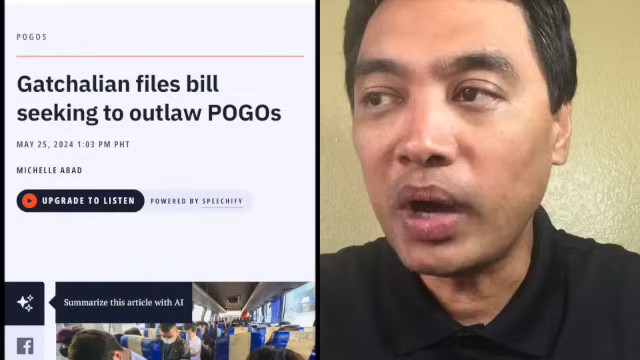 POGOS
Gatchalian files bill
seeking to outlaw POGOs
MAY 25, 2024 1:03 PM PHT
MICHELLE ABAD
UPGRADE TO LISTEN POWERED BY SPEECHIFY
Summarize this article with AI